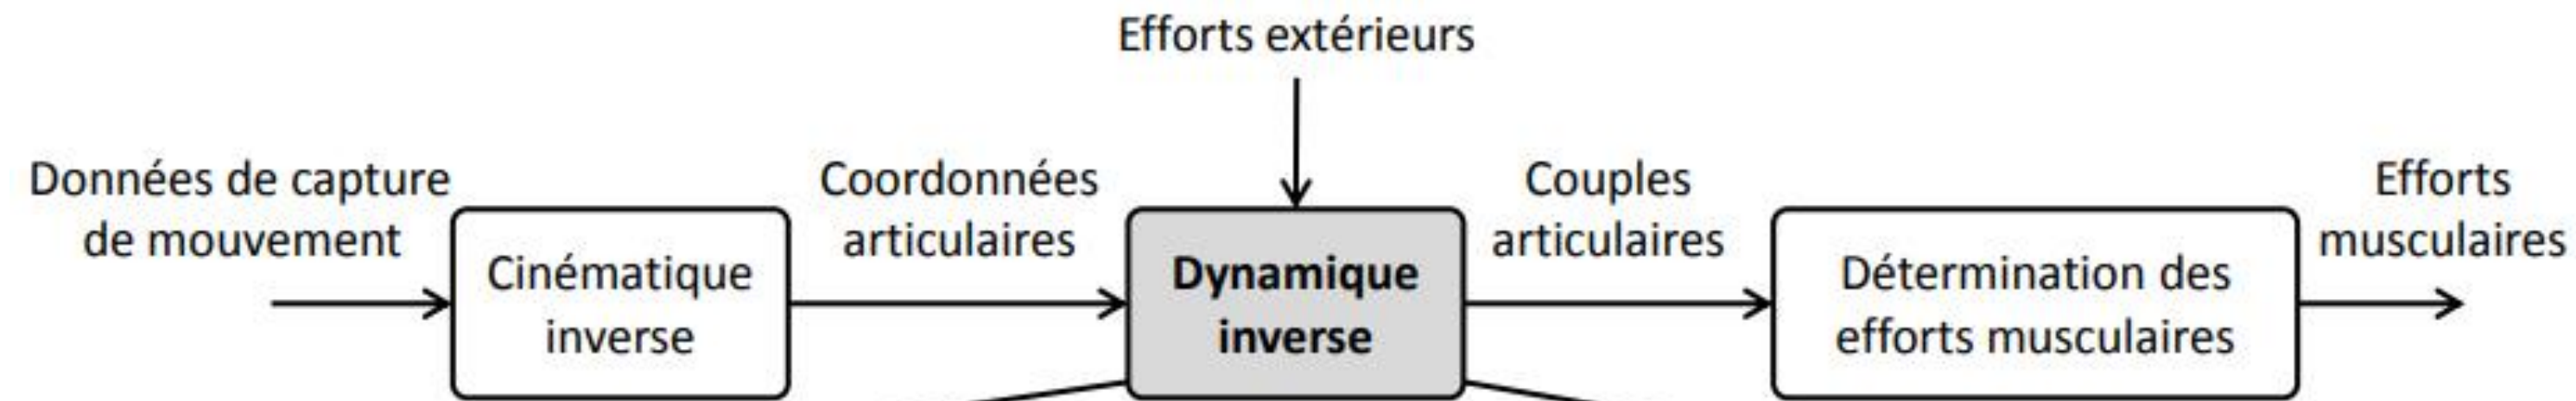 Efforts extérieurs
Données de capture
de mouvement
Cinématique
inverse
Coordonnées
articulaires
Dynamique
inverse
Couples
articulaires
Détermination des
efforts musculaires
Efforts
musculaires